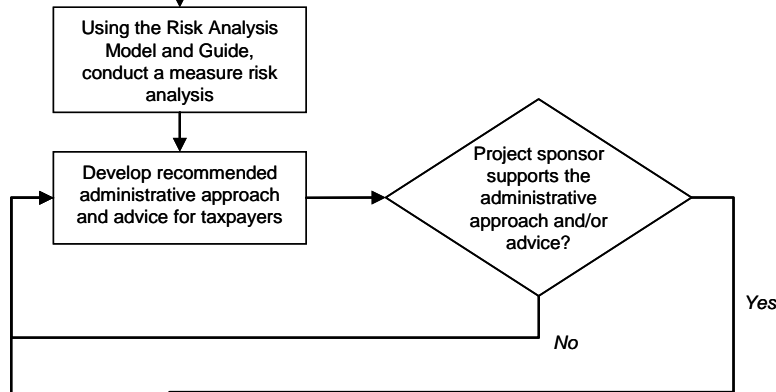 Using the Risk Analysis
Model and Guide,
conduct a measure risk
analysis
Develop recommended
administrative approach
and advice for taxpayers
Project sponsor
supports the
administrative
approach and/or
advice?
Yes
No